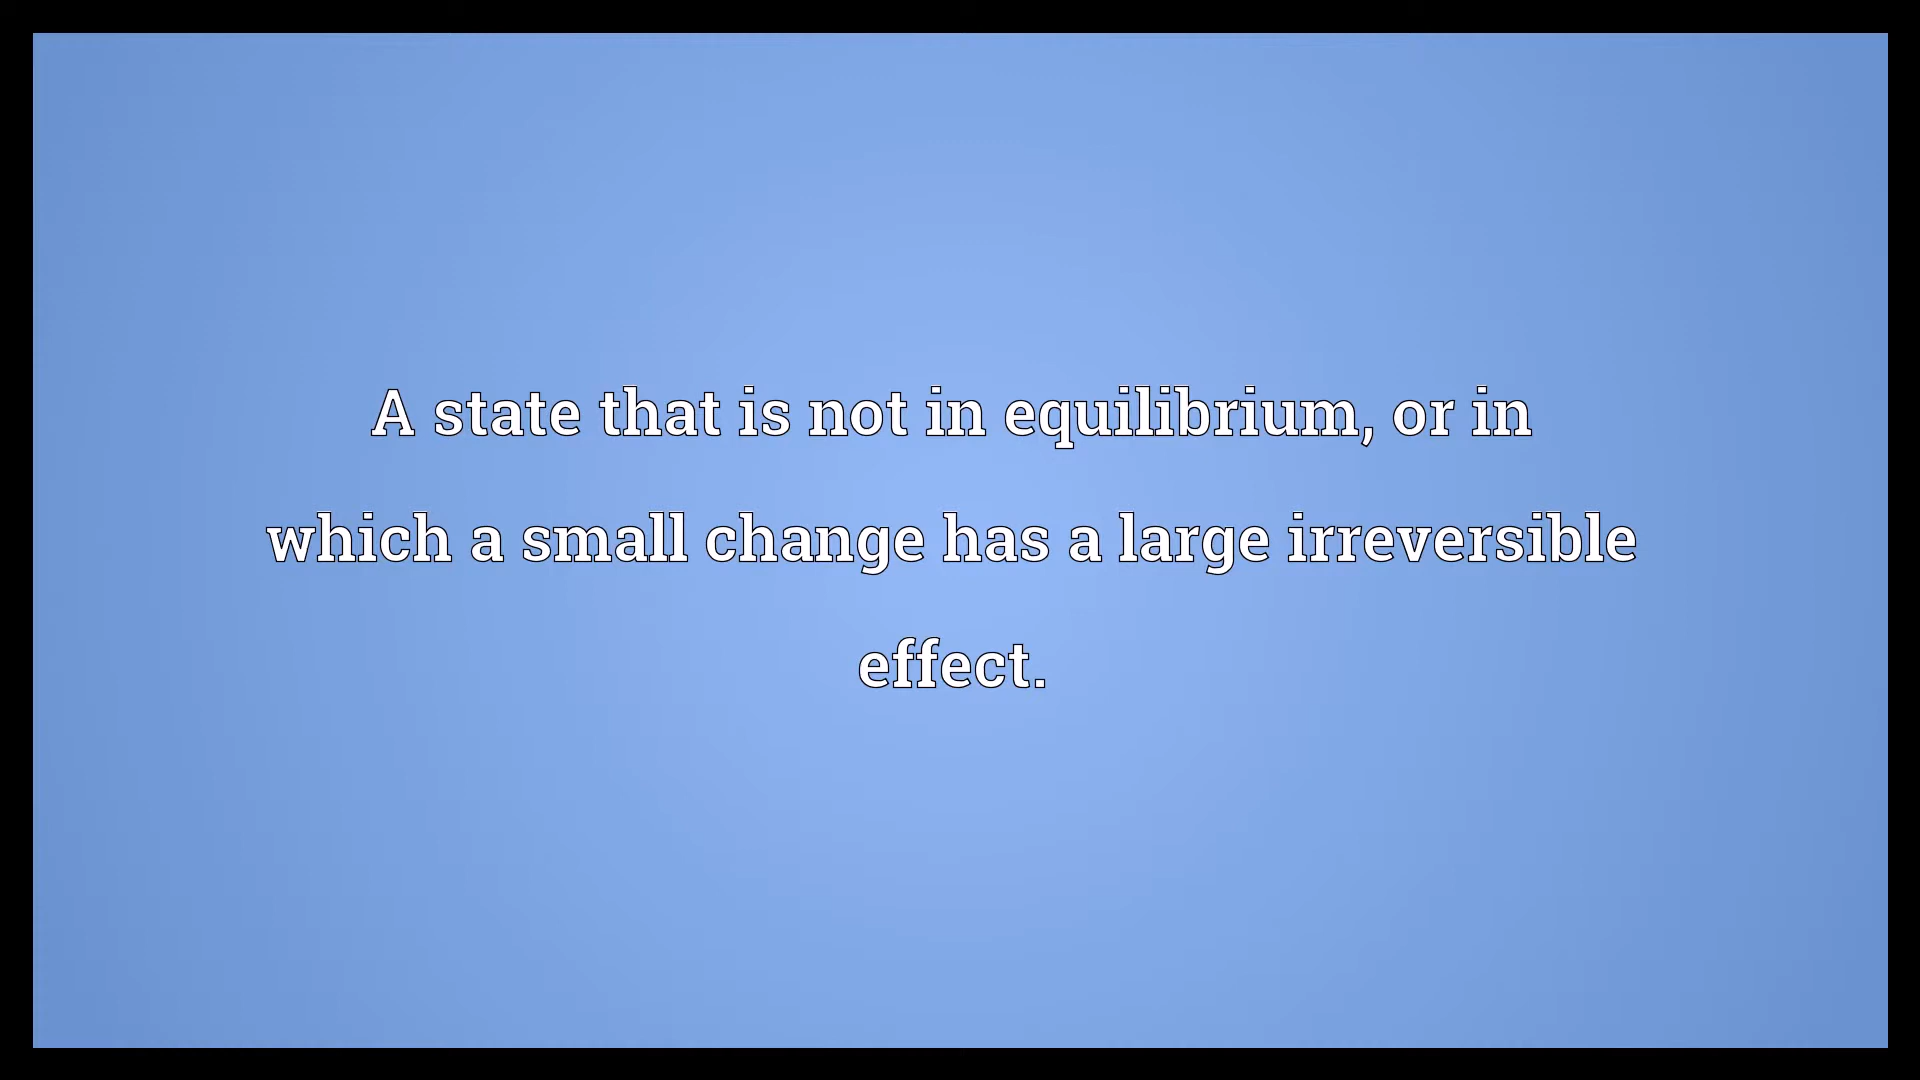 A state that is not in equilibrium, or in
which a small change has a large irreversible
effect.